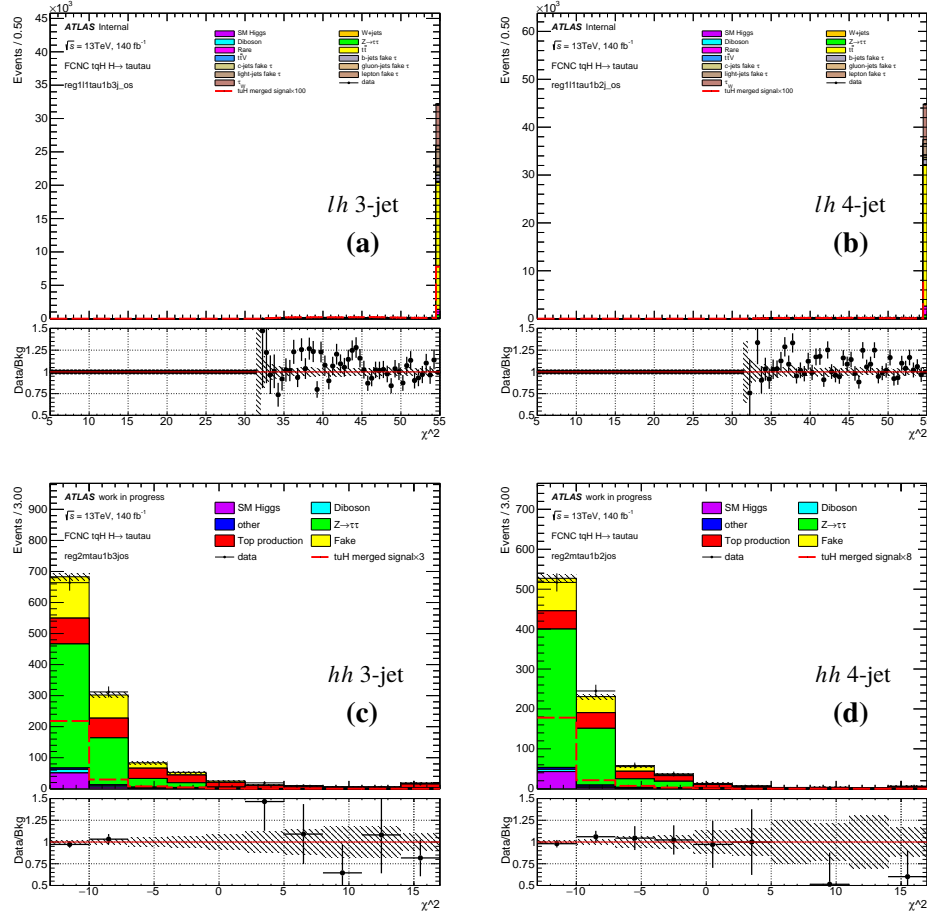 ×10³
Events / 0.50
ATLAS Internal
√s = 13TeV, 140 fb⁻¹
FCNC tqH H→ tautau
reg1l1tau1b3j_os
SM Higgs
W+jets
Diboson
Z→ττ
Rare
tt̄
tt̄V
b-jets fake τ
c-jets fake τ
gluon-jets fake τ
light-jets fake τ
lepton fake τ
τ_W
data
tuH merged signal×100
45
40
35
30
25
20
15
10
5
0
lh 3-jet
(a)
Data/Bkg
1.5
1.25
1
0.75
0.5
5 10 15 20 25 30 35 40 45 50 55
χ^2
×10³
Events / 0.50
ATLAS Internal
√s = 13TeV, 140 fb⁻¹
FCNC tqH H→ tautau
reg1l1tau1b2j_os
SM Higgs
W+jets
Diboson
Z→ττ
Rare
tt̄
tt̄V
b-jets fake τ
c-jets fake τ
gluon-jets fake τ
light-jets fake τ
lepton fake τ
τ_W
data
tuH merged signal×100
60
50
40
30
20
10
0
lh 4-jet
(b)
Data/Bkg
1.5
1.25
1
0.75
0.5
5 10 15 20 25 30 35 40 45 50 55
χ^2
Events / 3.00
ATLAS work in progress
√s = 13TeV, 140 fb⁻¹
FCNC tqH H→ tautau
reg2mtau1b3jos
SM Higgs
Diboson
other
Z→ττ
Top production
Fake
data
tuH merged signal×3
900
800
700
600
500
400
300
200
100
0
hh 3-jet
(c)
Data/Bkg
1.5
1.25
1
0.75
0.5
−10 −5 0 5 10 15
χ^2
Events / 3.00
ATLAS work in progress
√s = 13TeV, 140 fb⁻¹
FCNC tqH H→ tautau
reg2mtau1b2jos
SM Higgs
Diboson
other
Z→ττ
Top production
Fake
data
tuH merged signal×8
700
600
500
400
300
200
100
0
hh 4-jet
(d)
Data/Bkg
1.5
1.25
1
0.75
0.5
−10 −5 0 5 10 15
χ^2